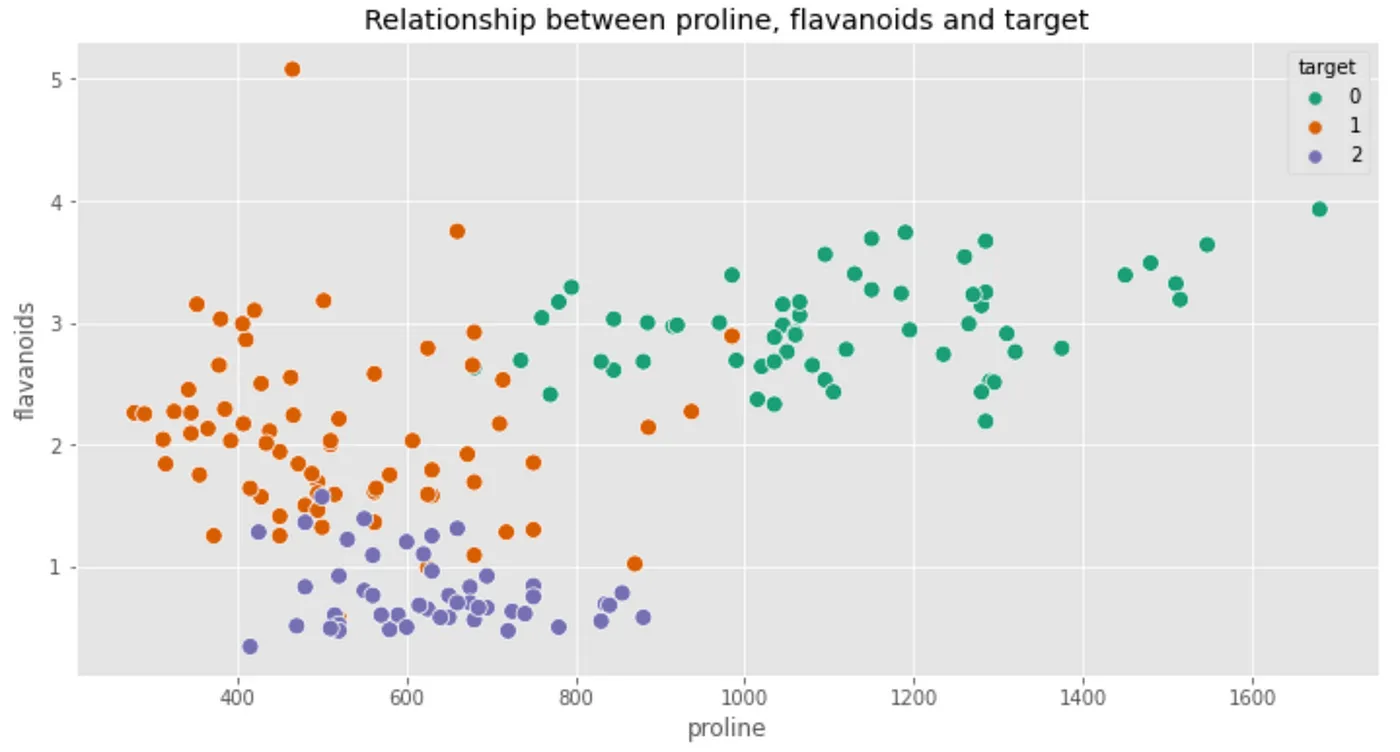 Relationship between proline, flavanoids and target
target
0
1
2
flavanoids
5
4
3
2
1
400 600 800 1000 1200 1400 1600
proline